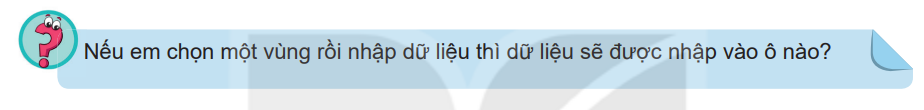 Nếu em chọn một vùng rồi nhập dữ liệu thì dữ liệu sẽ được nhập vào ô nào?